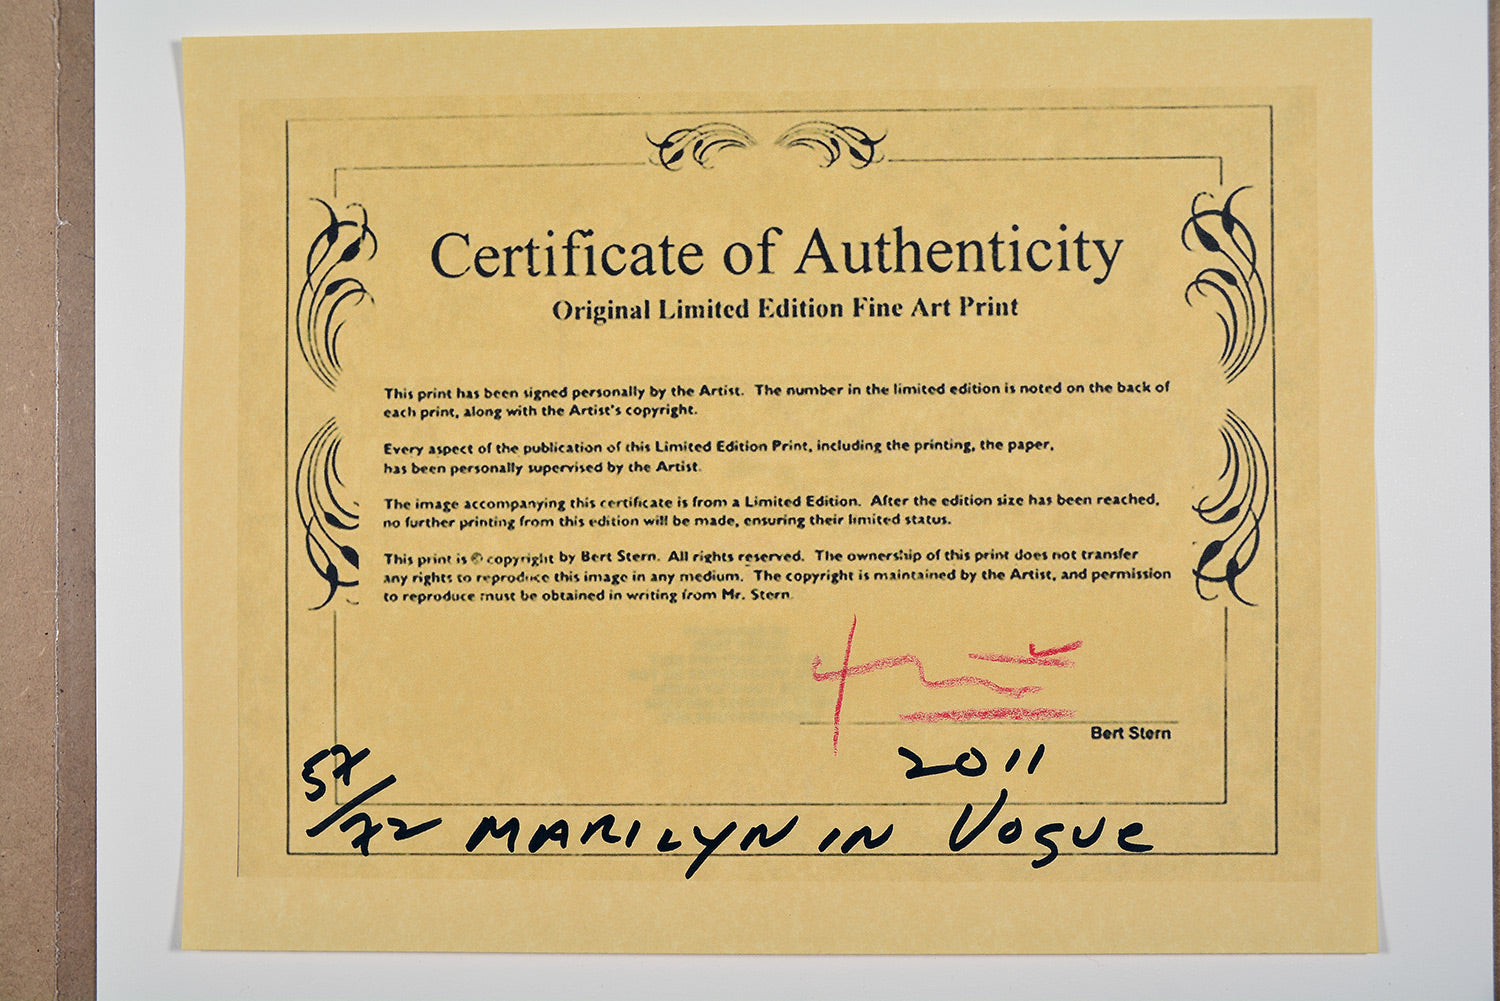 Certificate of Authenticity
Original Limited Edition Fine Art Print
This print has been signed personally by the Artist. The number in the limited edition is noted on the back of
each print, along with the Artist's copyright.
Every aspect of the publication of this Limited Edition Print, including the printing, the paper,
has been personally supervised by the Artist.
The image accompanying this certificate is from a Limited Edition. After the edition size has been reached,
no further printing from this edition will be made, ensuring their limited status.
This print is © copyright by Bert Stern. All rights reserved. The ownership of this print does not transfer
any rights to reproduce this image in any medium. The copyright is maintained by the Artist, and permission
to reproduce must be obtained in writing from Mr. Stern.
Bert Stern
2011
57/72 MARILYN IN VOGUE